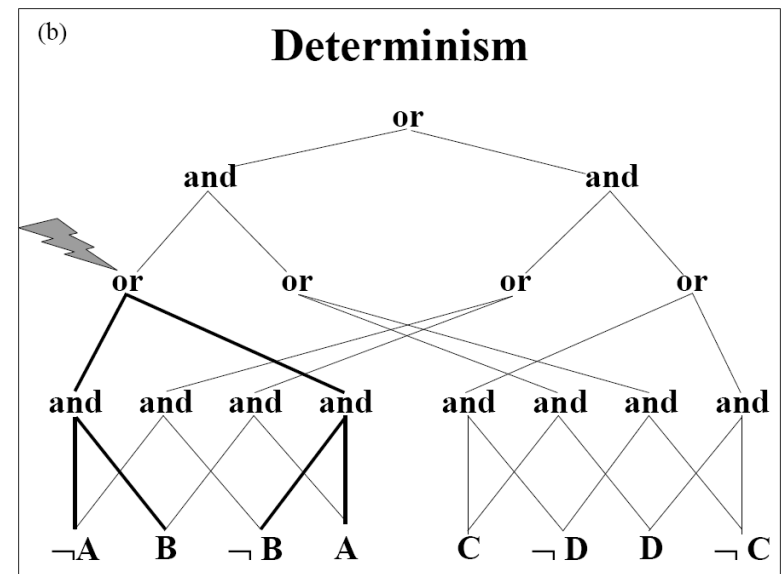 (b)
Determinism
or
and and
or or or or
and and and and and and and and
¬A B ¬B A C ¬D D ¬C